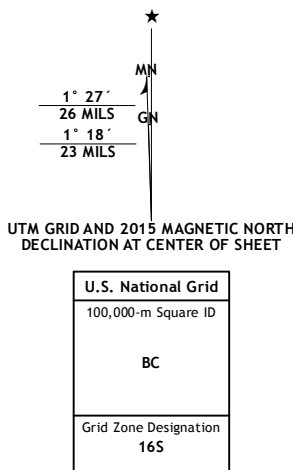 MN
1° 27´
26 MILS
GN
1° 18´
23 MILS
UTM GRID AND 2015 MAGNETIC NORTH
DECLINATION AT CENTER OF SHEET
U.S. National Grid
100,000-m Square ID
BC
Grid Zone Designation
16S